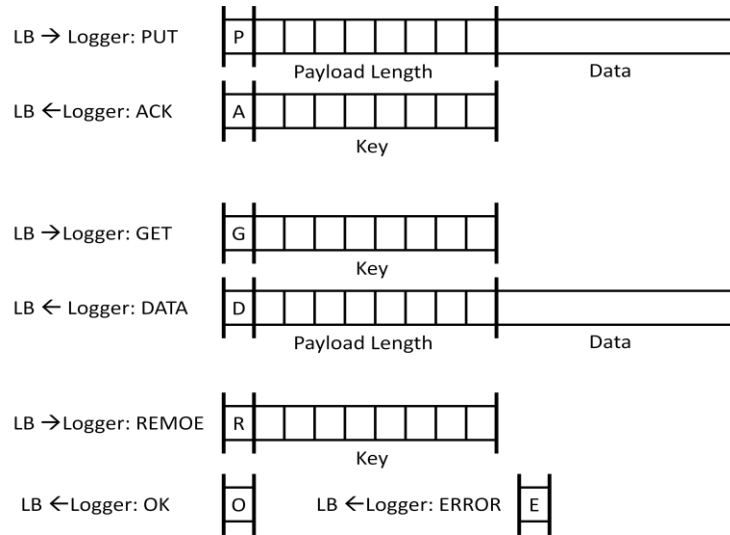 LB → Logger: PUT P
Payload Length Data
LB ←Logger: ACK A
Key
LB →Logger: GET G
Key
LB ← Logger: DATA D
Payload Length Data
LB →Logger: REMOE R
Key
LB ←Logger: OK O LB ←Logger: ERROR E